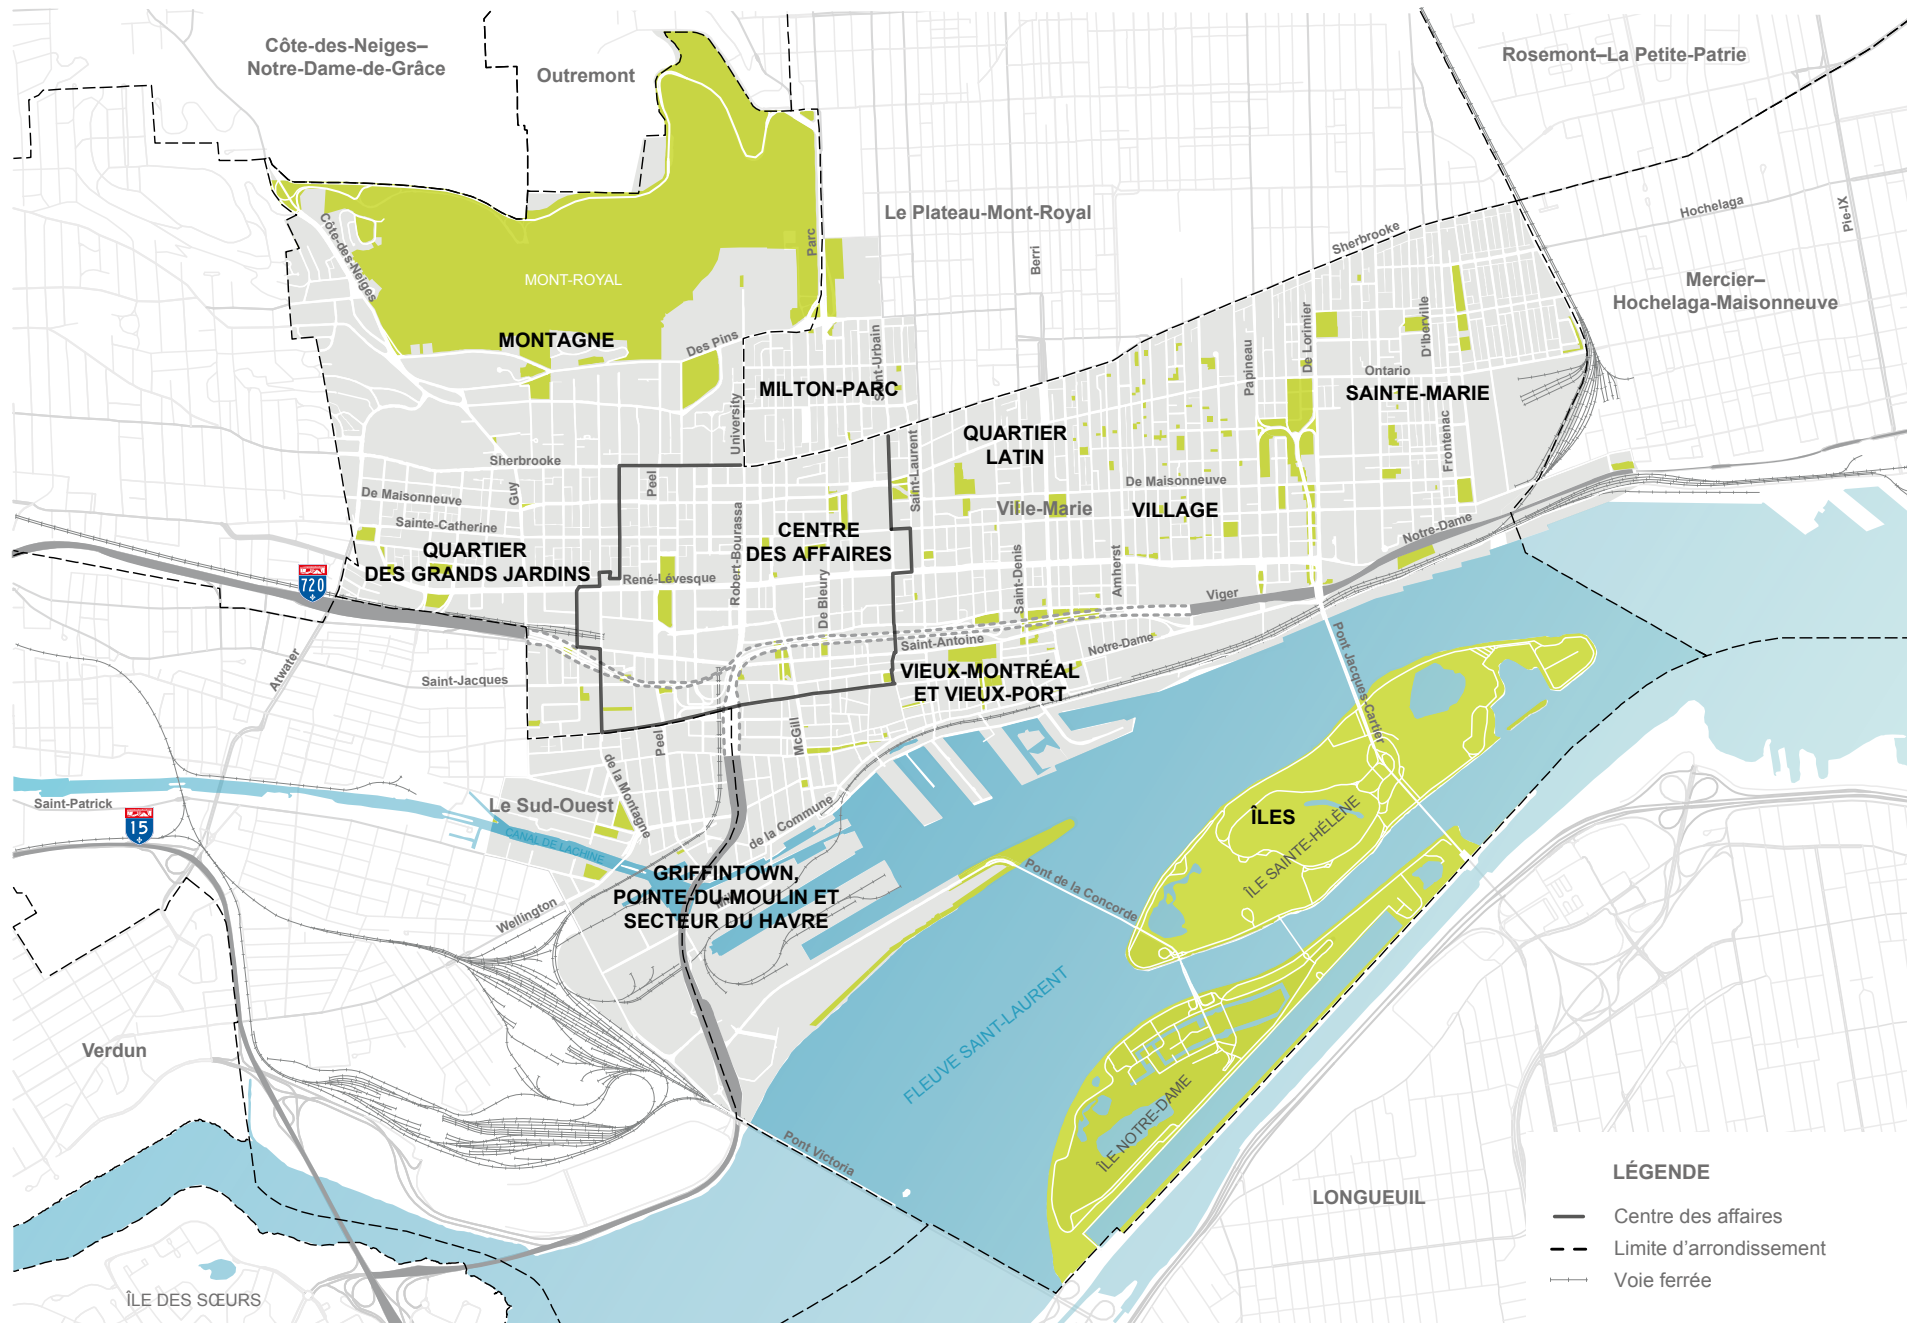 Côte-des-Neiges–
Notre-Dame-de-Grâce
Outremont
Rosemont–La Petite-Patrie
Le Plateau-Mont-Royal
Hochelaga
Pie-IX
Côte-des-Neiges
Parc
Berri
Sherbrooke
MONT-ROYAL
Mercier–
Hochelaga-Maisonneuve
MONTAGNE
Des Pins
Saint-Urbain
Papineau
De Lorimier
D'Iberville
Ontario
MILTON-PARC
SAINTE-MARIE
University
QUARTIER
LATIN
Saint-Laurent
Frontenac
Sherbrooke
Peel
Guy
De Maisonneuve
De Maisonneuve
Sainte-Catherine
Robert-Bourassa
Ville-Marie
VILLAGE
CENTRE
DES AFFAIRES
Notre-Dame
QUARTIER
DES GRANDS JARDINS
720
René-Lévesque
De Bleury
Saint-Denis
Amherst
Viger
Saint-Antoine
Notre-Dame
Atwater
Saint-Jacques
VIEUX-MONTRÉAL
ET VIEUX-PORT
Pont Jacques-Cartier
Peel
McGill
de la Montagne
Saint-Patrick
15
Le Sud-Ouest
de la Commune
CANAL DE LACHINE
ÎLES
ÎLE SAINTE-HÉLÈNE
GRIFFINTOWN,
POINTE-DU-MOULIN ET
SECTEUR DU HAVRE
Wellington
Pont de la Concorde
FLEUVE SAINT-LAURENT
Verdun
ÎLE NOTRE-DAME
Pont Victoria
LONGUEUIL
ÎLE DES SŒURS
LÉGENDE
Centre des affaires
Limite d'arrondissement
Voie ferrée